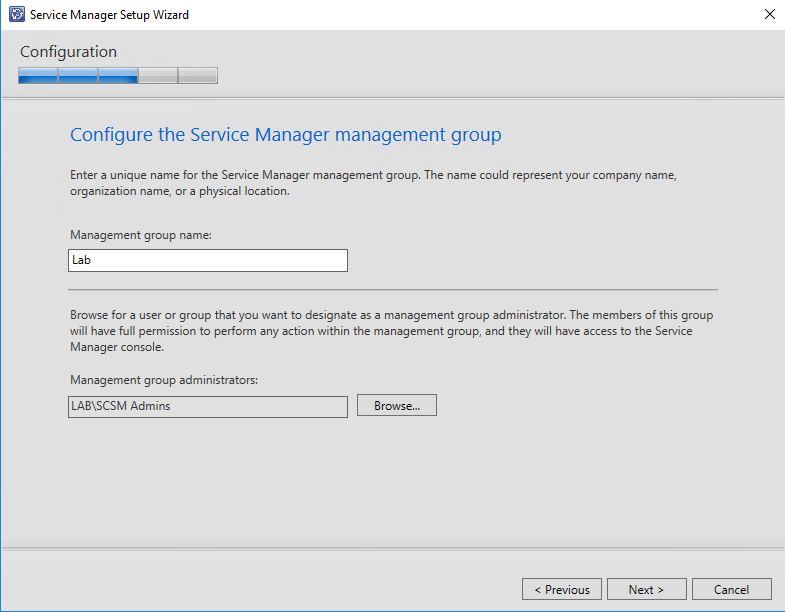 Service Manager Setup Wizard
Configuration
Configure the Service Manager management group
Enter a unique name for the Service Manager management group. The name could represent your company name,
organization name, or a physical location.
Management group name:
Lab
Browse for a user or group that you want to designate as a management group administrator. The members of this group
will have full permission to perform any action within the management group, and they will have access to the Service
Manager console.
Management group administrators:
LAB\SCSM Admins
Browse...
< Previous
Next >
Cancel